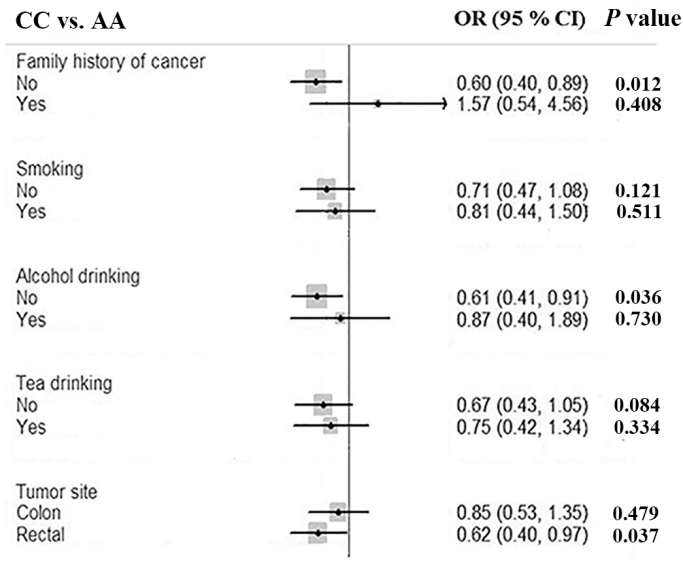 CC vs. AA OR (95 % CI) P value
Family history of cancer
No 0.60 (0.40, 0.89) 0.012
Yes 1.57 (0.54, 4.56) 0.408
Smoking
No 0.71 (0.47, 1.08) 0.121
Yes 0.81 (0.44, 1.50) 0.511
Alcohol drinking
No 0.61 (0.41, 0.91) 0.036
Yes 0.87 (0.40, 1.89) 0.730
Tea drinking
No 0.67 (0.43, 1.05) 0.084
Yes 0.75 (0.42, 1.34) 0.334
Tumor site
Colon 0.85 (0.53, 1.35) 0.479
Rectal 0.62 (0.40, 0.97) 0.037